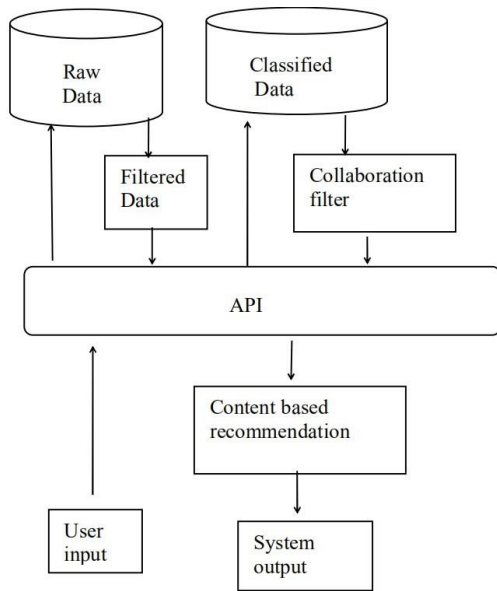 Raw
Data
Classified
Data
Filtered
Data
Collaboration
filter
API
Content based
recommendation
User
input
System
output